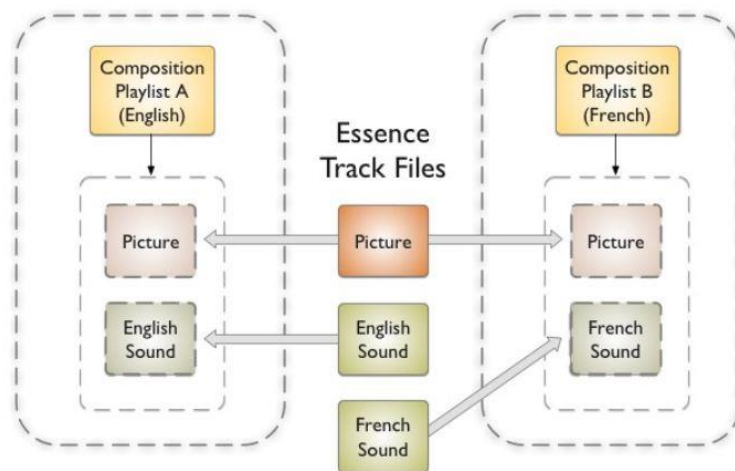 Composition
Playlist A
(English)
Picture
English
Sound
Essence
Track Files
Picture
English
Sound
French
Sound
Composition
Playlist B
(French)
Picture
French
Sound